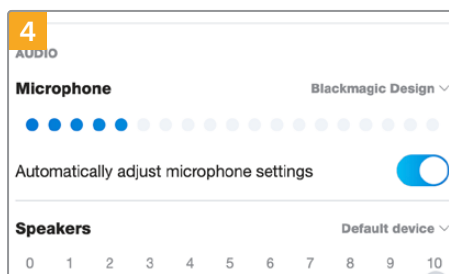 4
AUDIO
Microphone Blackmagic Design
Automatically adjust microphone settings
Speakers Default device
0 1 2 3 4 5 6 7 8 9 10